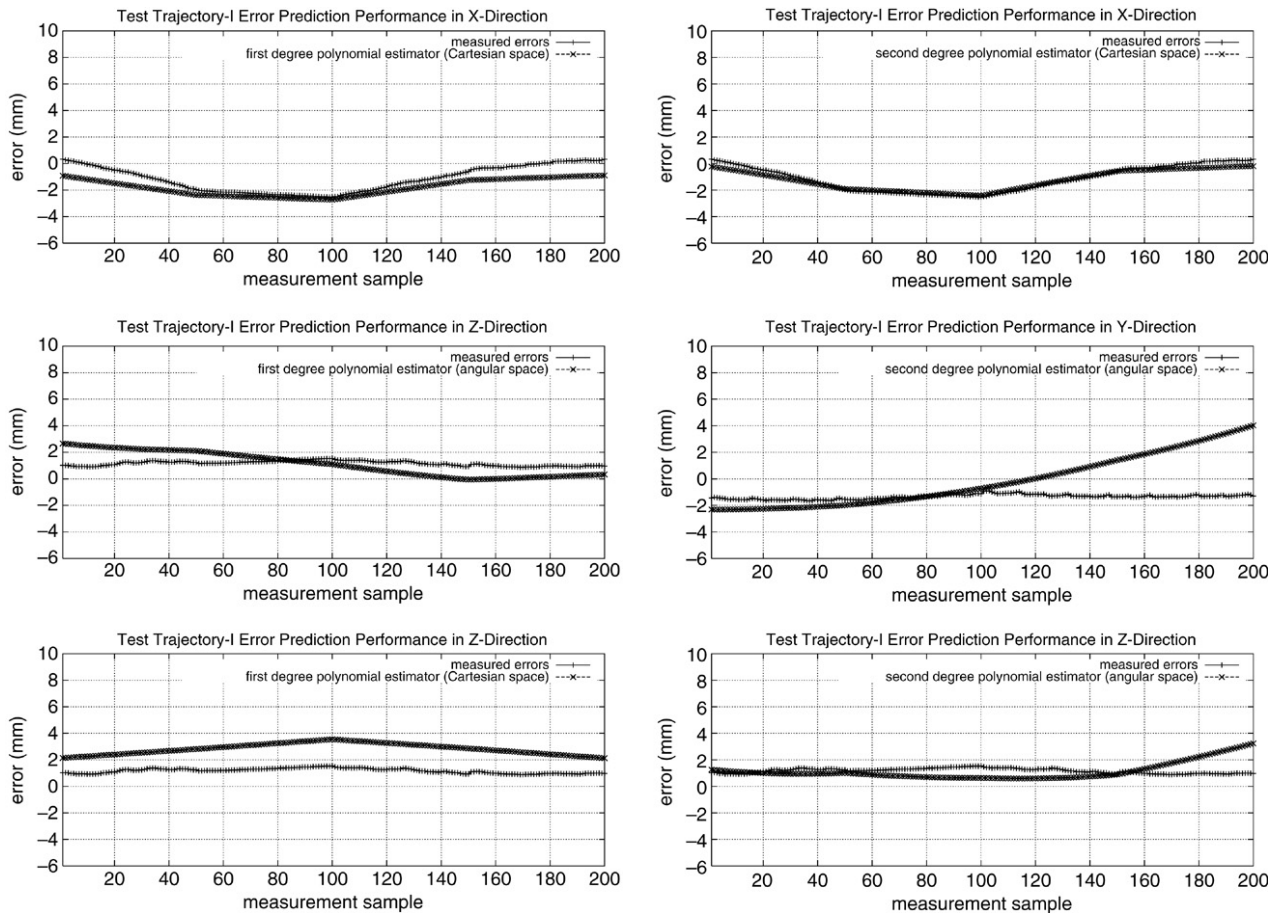 Test Trajectory-I Error Prediction Performance in X-Direction
measured errors
first degree polynomial estimator (Cartesian space)
10
8
6
4
2
0
−2
−4
−6
error (mm)
20 40 60 80 100 120 140 160 180 200
measurement sample
Test Trajectory-I Error Prediction Performance in X-Direction
measured errors
second degree polynomial estimator (Cartesian space)
10
8
6
4
2
0
−2
−4
−6
error (mm)
20 40 60 80 100 120 140 160 180 200
measurement sample
Test Trajectory-I Error Prediction Performance in Z-Direction
measured errors
first degree polynomial estimator (angular space)
10
8
6
4
2
0
−2
−4
−6
error (mm)
20 40 60 80 100 120 140 160 180 200
measurement sample
Test Trajectory-I Error Prediction Performance in Y-Direction
measured errors
second degree polynomial estimator (angular space)
10
8
6
4
2
0
−2
−4
−6
error (mm)
20 40 60 80 100 120 140 160 180 200
measurement sample
Test Trajectory-I Error Prediction Performance in Z-Direction
measured errors
first degree polynomial estimator (Cartesian space)
10
8
6
4
2
0
−2
−4
−6
error (mm)
20 40 60 80 100 120 140 160 180 200
measurement sample
Test Trajectory-I Error Prediction Performance in Z-Direction
measured errors
second degree polynomial estimator (angular space)
10
8
6
4
2
0
−2
−4
−6
error (mm)
20 40 60 80 100 120 140 160 180 200
measurement sample